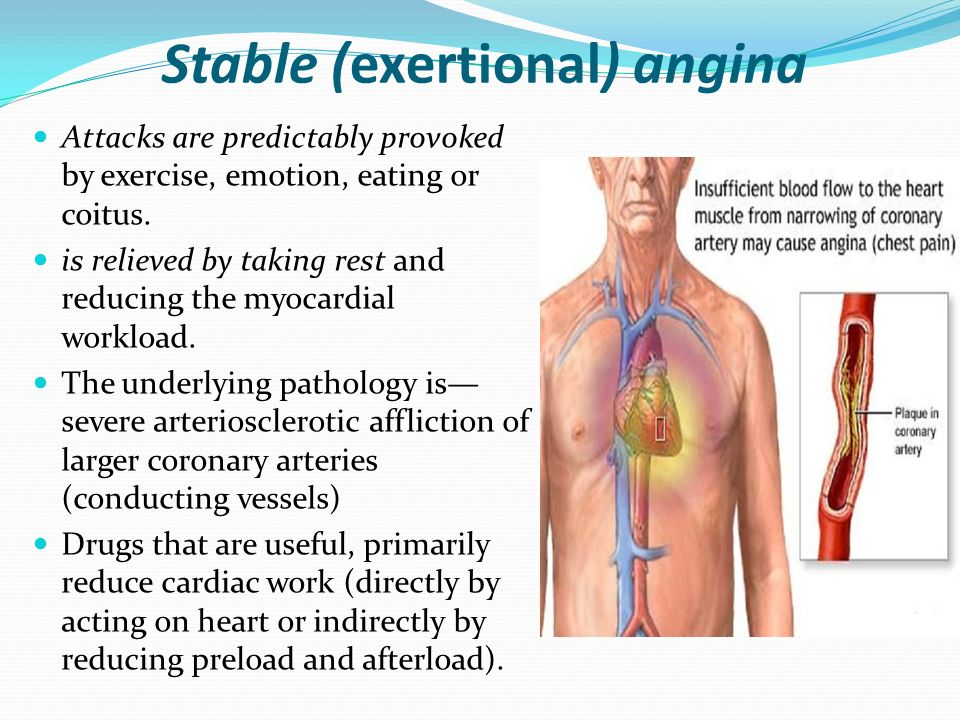 Stable (exertional) angina
• Attacks are predictably provoked
by exercise, emotion, eating or
coitus.
• is relieved by taking rest and
reducing the myocardial
workload.
• The underlying pathology is—
severe arteriosclerotic affliction of
larger coronary arteries
(conducting vessels)
• Drugs that are useful, primarily
reduce cardiac work (directly by
acting on heart or indirectly by
reducing preload and afterload).
Insufficient blood flow to the heart
muscle from narrowing of coronary
artery may cause angina (chest pain)
Plaque in
coronary
artery